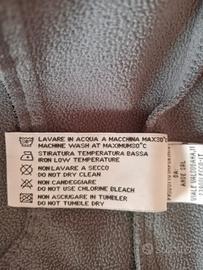 LAVARE IN ACQUA A MACCHINA MAX30°C
MACHINE WASH AT MAXIMUM30°C
STIRATURA TEMPERATURA BASSA
IRON LOW TEMPERATURE
NON LAVARE A SECCO
DO NOT DRY CLEAN
NON CANDEGGIARE
DO NOT USE CHLORINE BLEACH
NON ASCIUGARE IN TUMBLER
DO NOT TUMBLE DRY